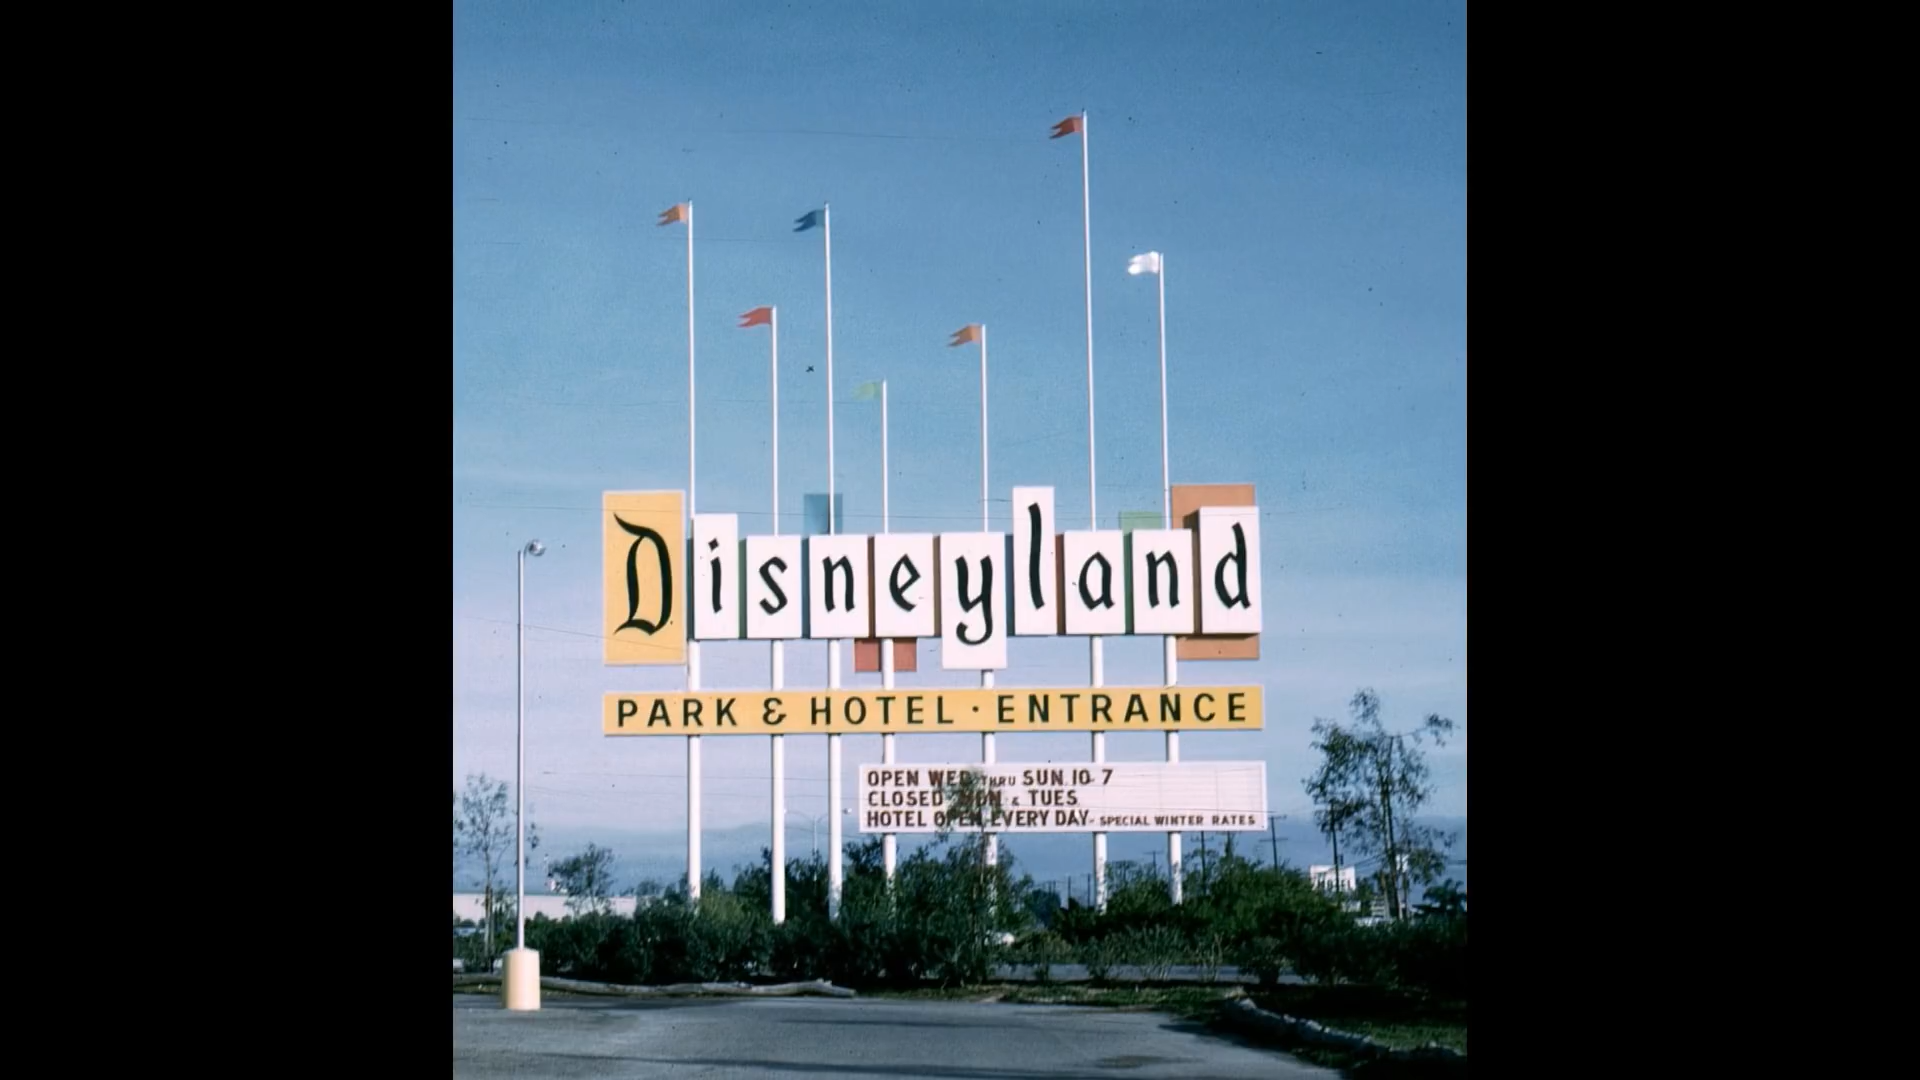 Disneyland
PARK & HOTEL · ENTRANCE
OPEN WED THRU SUN. 10-7
CLOSED MON & TUES.
HOTEL OPEN EVERY DAY- SPECIAL WINTER RATES
MOTEL